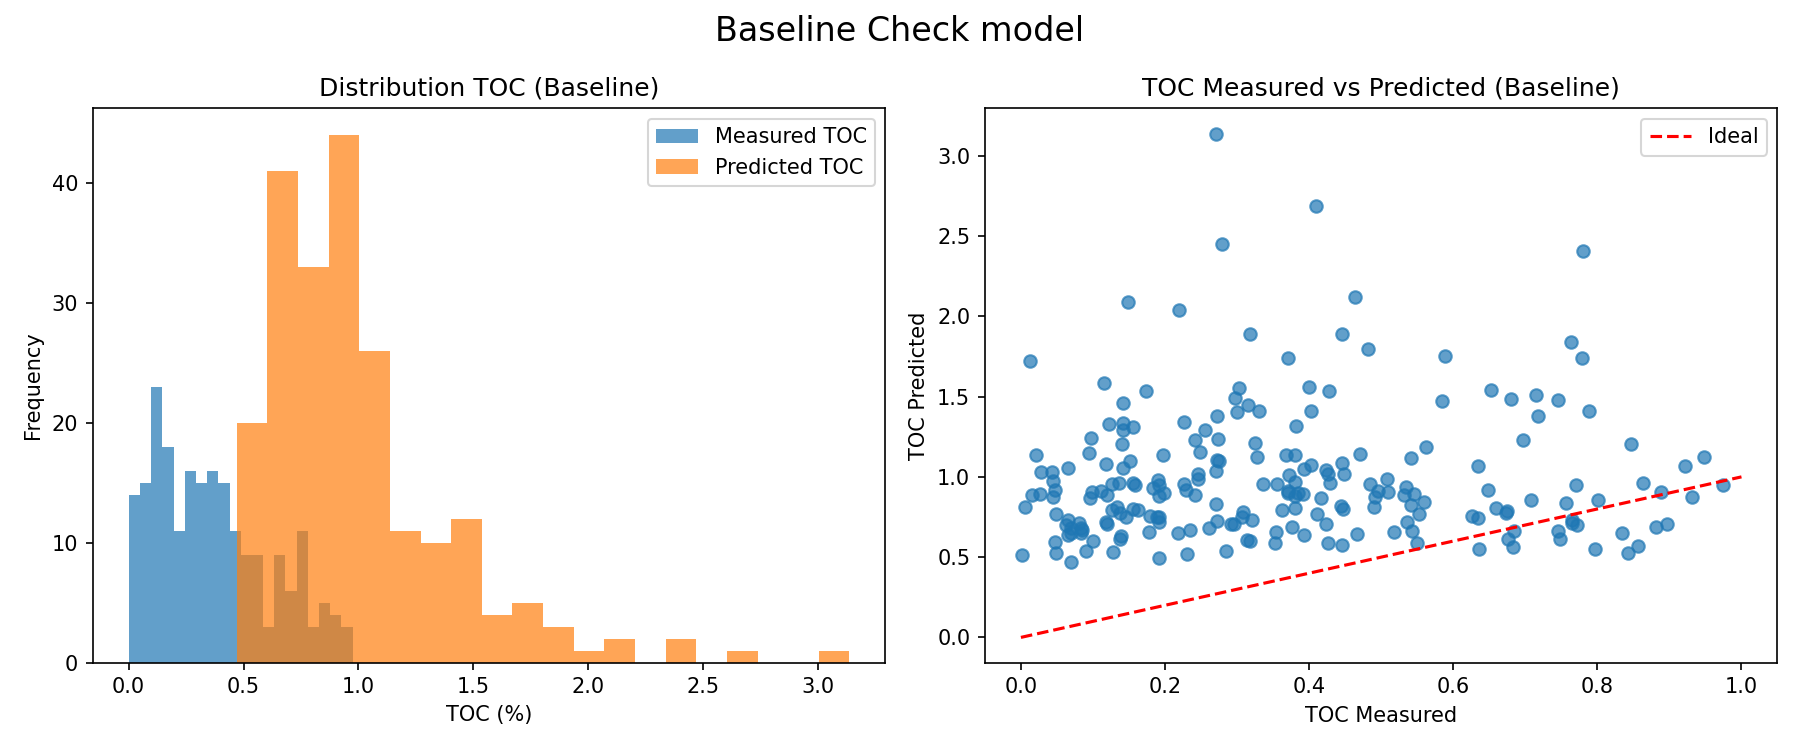 Baseline Check model
Distribution TOC (Baseline)
Measured TOC
Predicted TOC
Frequency
40
30
20
10
0
0.0 0.5 1.0 1.5 2.0 2.5 3.0
TOC (%)
TOC Measured vs Predicted (Baseline)
Ideal
TOC Predicted
3.0
2.5
2.0
1.5
1.0
0.5
0.0
0.0 0.2 0.4 0.6 0.8 1.0
TOC Measured